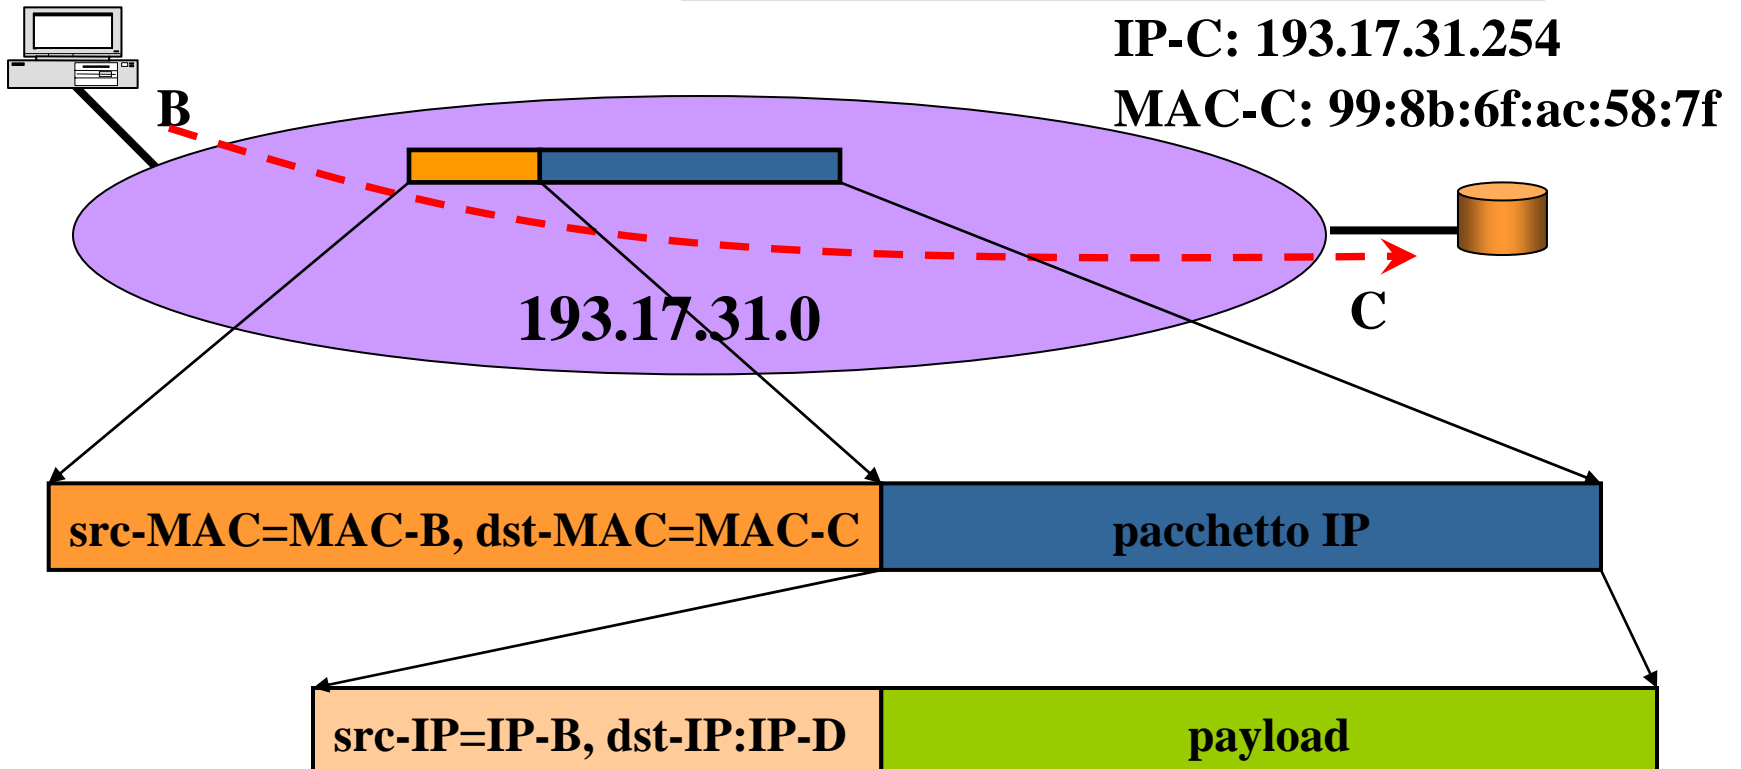 IP-C: 193.17.31.254
MAC-C: 99:8b:6f:ac:58:7f
B
193.17.31.0
C
src-MAC=MAC-B, dst-MAC=MAC-C
pacchetto IP
src-IP=IP-B, dst-IP:IP-D
payload